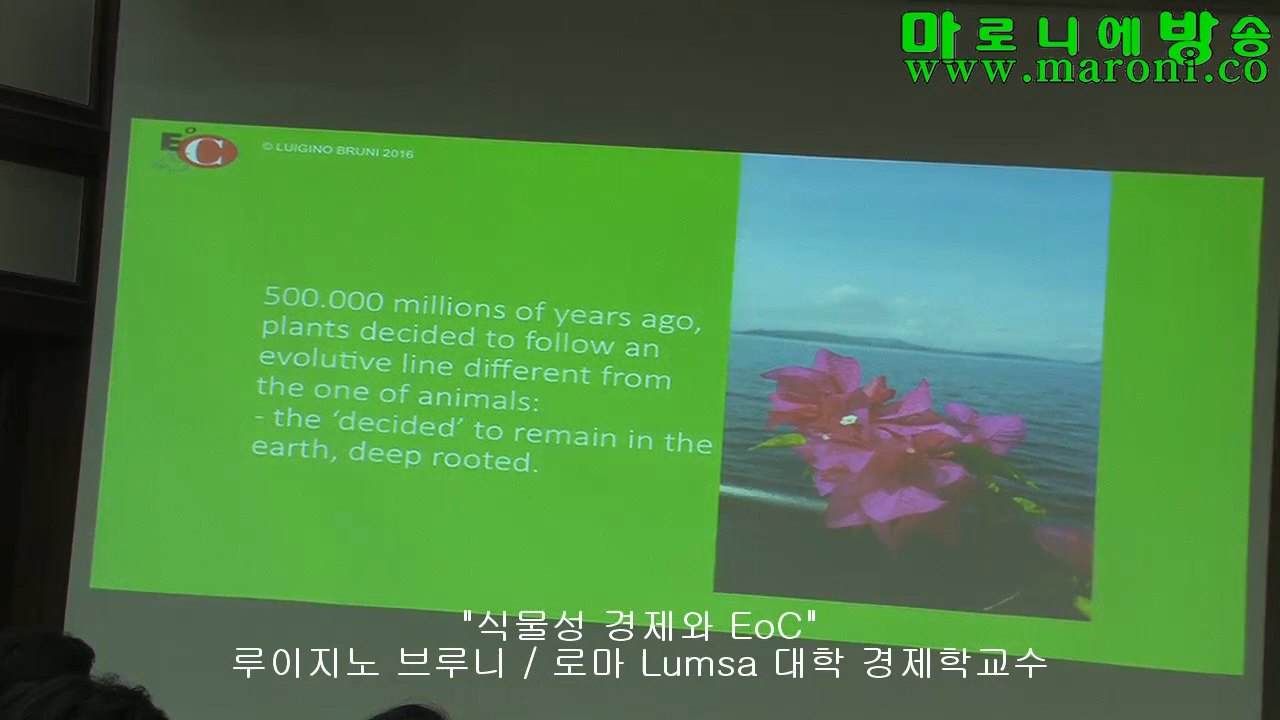 마로니에방송
www.maroni.co
EoC
© LUIGINO BRUNI 2016
500.000 millions of years ago,
plants decided to follow an
evolutive line different from
the one of animals:
- the ‘decided’ to remain in the
earth, deep rooted.
"식물성 경제와 EoC"
루이지노 브루니 / 로마 Lumsa 대학 경제학교수